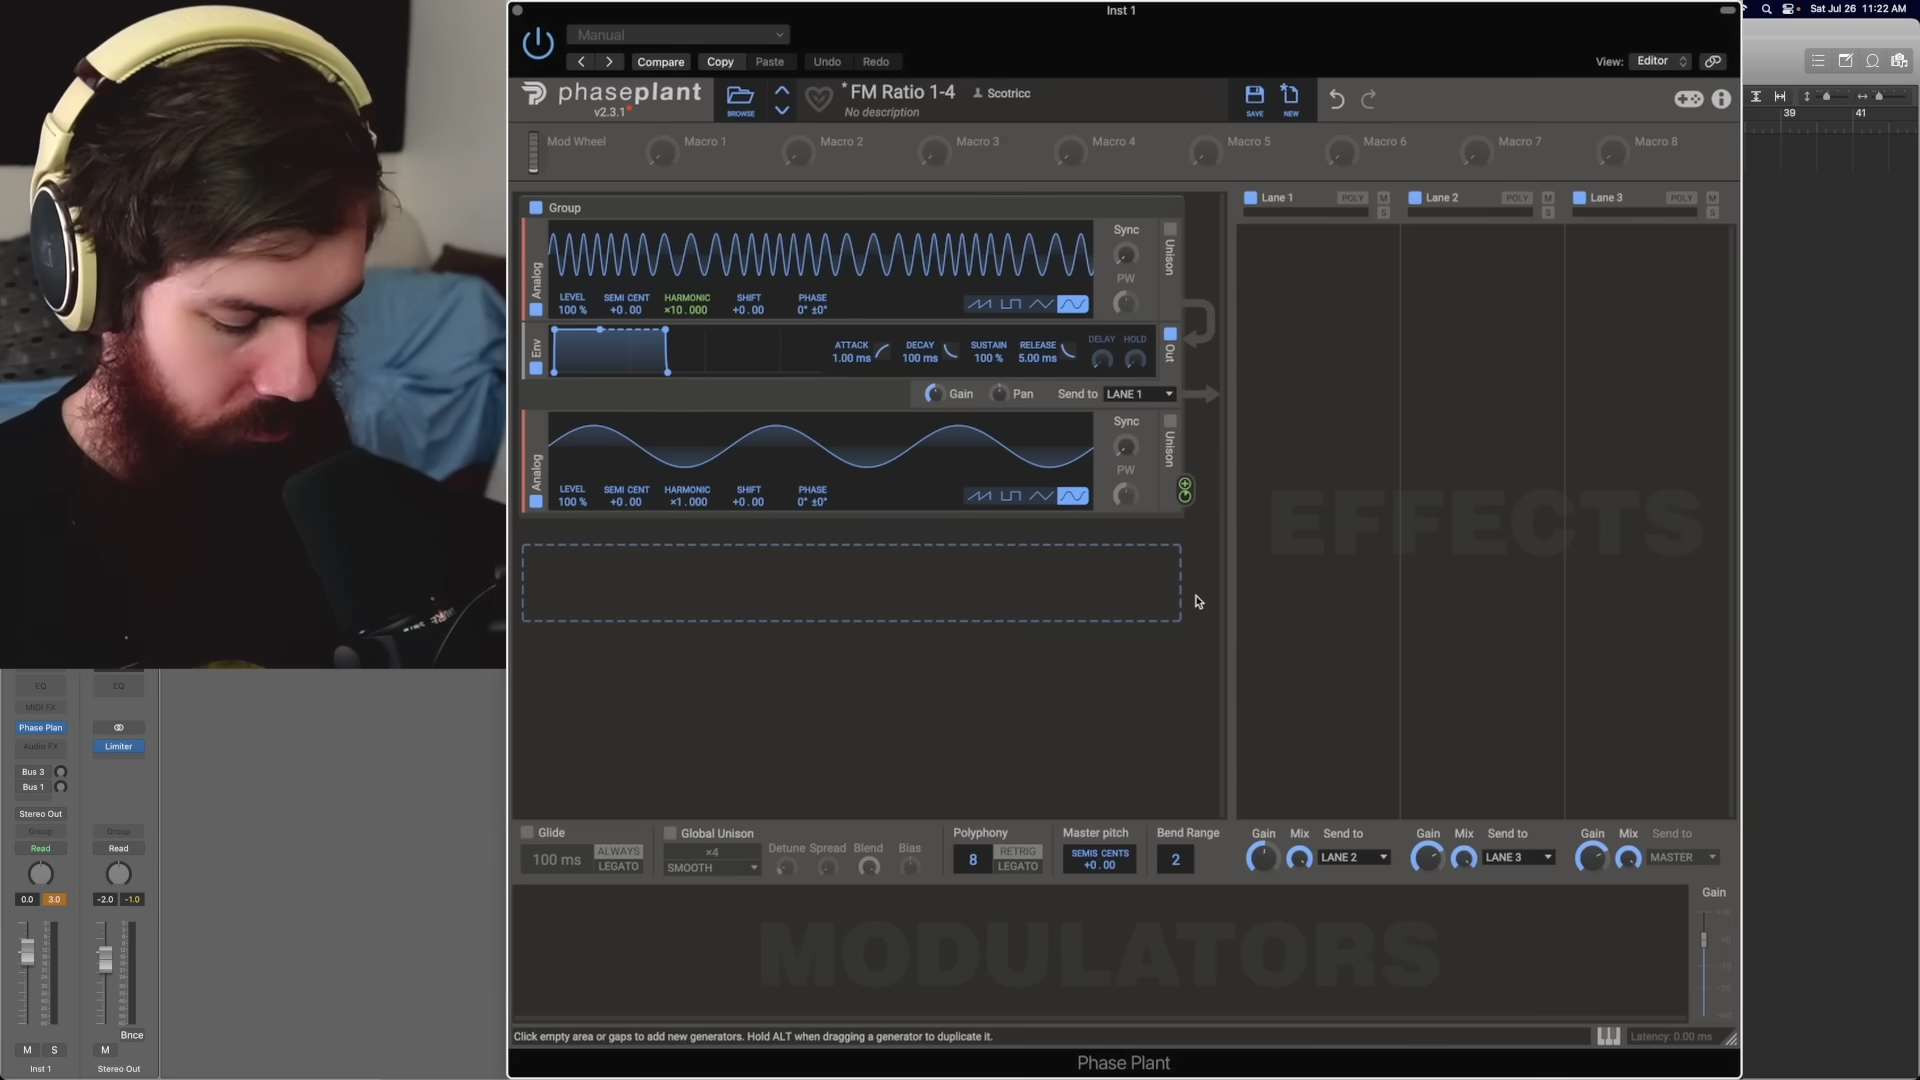 Inst 1
Sat Jul 26 11:22 AM
Manual
Compare
Copy
Paste
Undo
Redo
View:
Editor
phaseplant
v2.3.1*
BROWSE
* FM Ratio 1-4
Scotricc
No description
SAVE
NEW
39
41
Mod Wheel
Macro 1
Macro 2
Macro 3
Macro 4
Macro 5
Macro 6
Macro 7
Macro 8
Group
Lane 1
POLY
M
S
Lane 2
POLY
M
S
Lane 3
POLY
M
S
Analog
Sync
PW
Unison
LEVEL
100 %
SEMI CENT
+0.00
HARMONIC
×10.000
SHIFT
+0.00
PHASE
0° ±0°
Env
ATTACK
1.00 ms
DECAY
100 ms
SUSTAIN
100 %
RELEASE
5.00 ms
DELAY
HOLD
Out
Gain
Pan
Send to
LANE 1
Analog
Sync
PW
Unison
LEVEL
100 %
SEMI CENT
+0.00
HARMONIC
×1.000
SHIFT
+0.00
PHASE
0° ±0°
EFFECTS
EQ
EQ
MIDI FX
Phase Plan
Audio FX
Limiter
Bus 3
Bus 1
Stereo Out
Group
Group
Read
Read
0.0
3.0
-2.0
-1.0
Bnce
M
S
M
Inst 1
Stereo Out
Glide
100 ms
ALWAYS
LEGATO
Global Unison
×4
SMOOTH
Detune
Spread
Blend
Bias
Polyphony
8
RETRIG
LEGATO
Master pitch
SEMIS CENTS
+0.00
Bend Range
2
Gain
Mix
Send to
LANE 2
Gain
Mix
Send to
LANE 3
Gain
Mix
Send to
MASTER
MODULATORS
Gain
Click empty area or gaps to add new generators. Hold ALT when dragging a generator to duplicate it.
Latency: 0.00 ms
Phase Plant